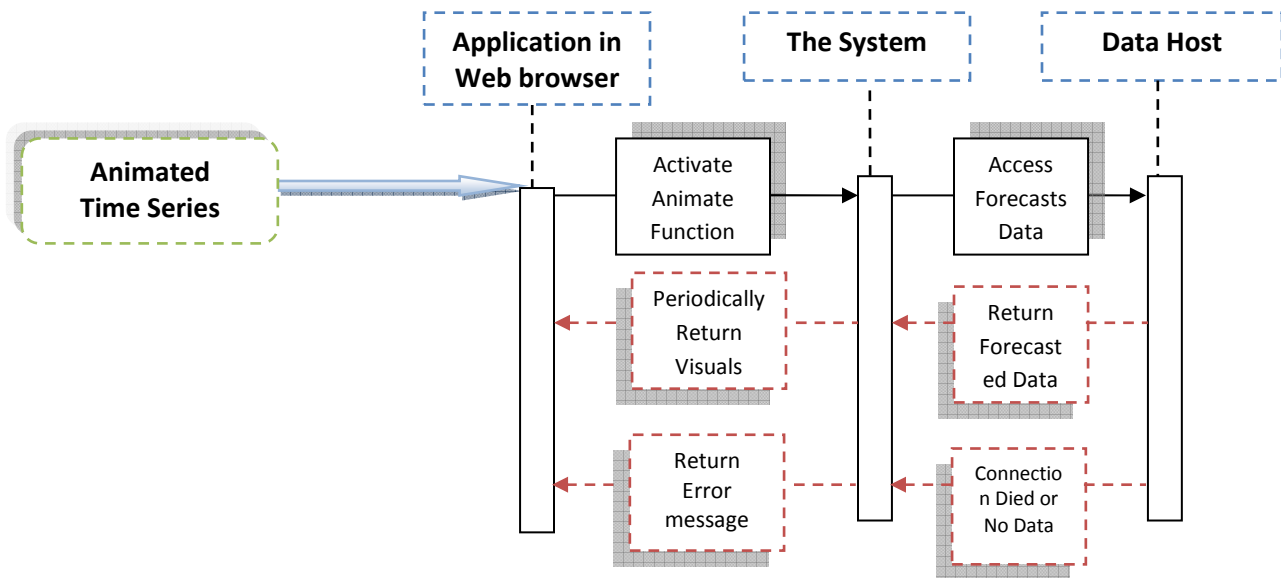 Application in
Web browser
The System
Data Host
Animated
Time Series
Activate
Animate
Function
Access
Forecasts
Data
Periodically
Return
Visuals
Return
Forecast
ed Data
Return
Error
message
Connectio
n Died or
No Data